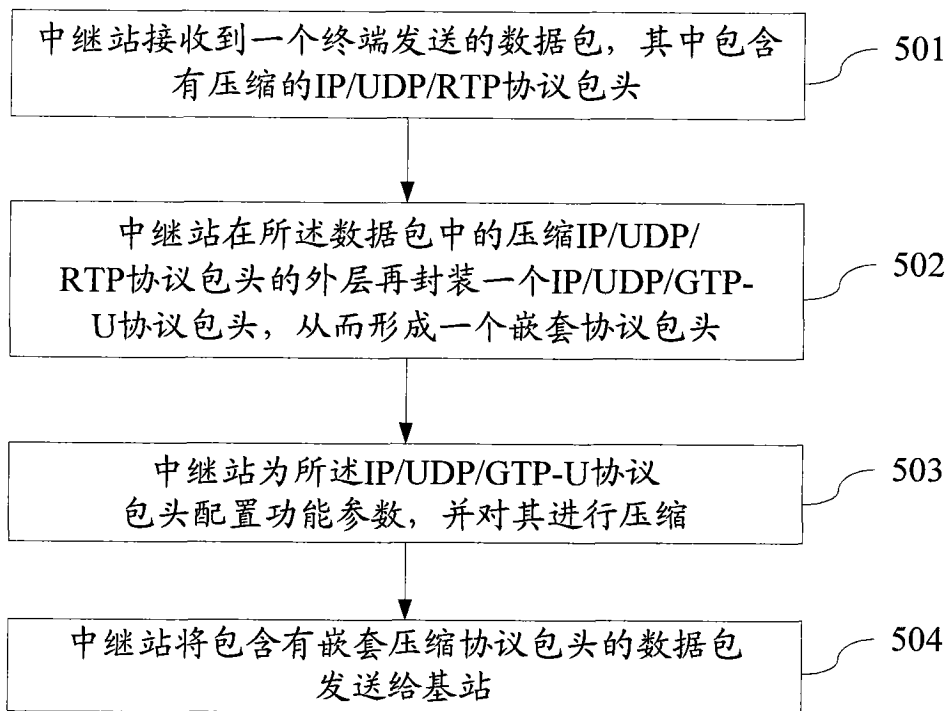 中继站接收到一个终端发送的数据包，其中包含
有压缩的IP/UDP/RTP协议包头
501
中继站在所述数据包中的压缩IP/UDP/
RTP协议包头的外层再封装一个IP/UDP/GTP-
U协议包头，从而形成一个嵌套协议包头
502
中继站为所述IP/UDP/GTP-U协议
包头配置功能参数，并对其进行压缩
503
中继站将包含有嵌套压缩协议包头的数据包
发送给基站
504